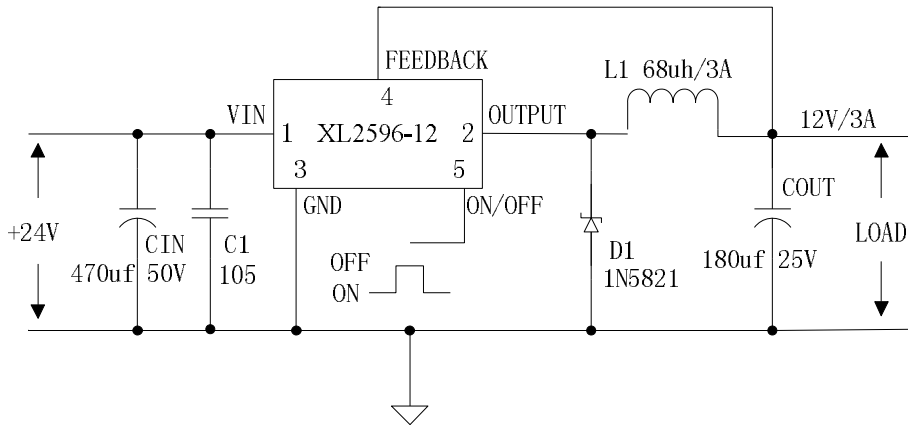 FEEDBACK
L1 68uh/3A
4
VIN
1
XL2596-12
2
OUTPUT
12V/3A
3
5
GND
ON/OFF
COUT
+24V
CIN
C1
LOAD
OFF
D1
470uf 50V
105
180uf 25V
ON
1N5821